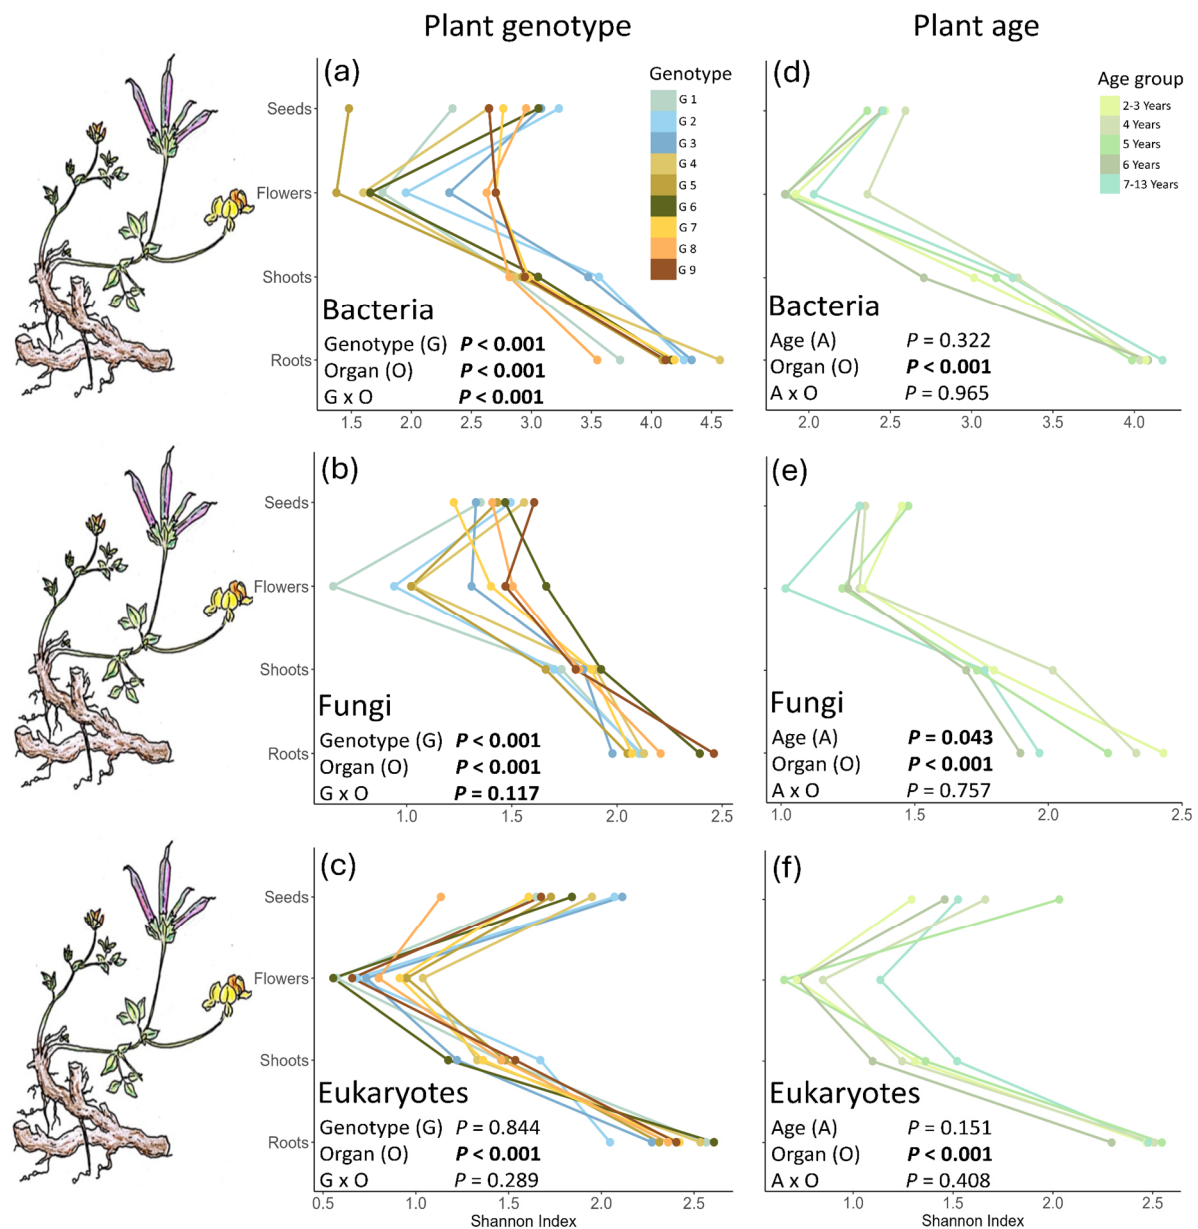 Plant genotype
Plant age
(a)
Genotype
G 1
G 2
G 3
G 4
G 5
G 6
G 7
G 8
G 9
Seeds
Flowers
Shoots
Roots
Bacteria
Genotype (G) P < 0.001
Organ (O) P < 0.001
G x O P < 0.001
1.5 2.0 2.5 3.0 3.5 4.0 4.5
(d)
Age group
2-3 Years
4 Years
5 Years
6 Years
7-13 Years
Bacteria
Age (A) P = 0.322
Organ (O) P < 0.001
A x O P = 0.965
2.0 3.0 4.0
(b)
Seeds
Flowers
Shoots
Roots
Fungi
Genotype (G) P < 0.001
Organ (O) P < 0.001
G x O P = 0.117
1.0 1.5 2.0 2.5
(e)
Fungi
Age (A) P = 0.043
Organ (O) P < 0.001
A x O P = 0.757
1.0 1.5 2.0 2.5
(c)
Seeds
Flowers
Shoots
Roots
Eukaryotes
Genotype (G) P = 0.844
Organ (O) P < 0.001
G x O P = 0.289
0.5 1.0 1.5 2.0 2.5
Shannon Index
(f)
Eukaryotes
Age (A) P = 0.151
Organ (O) P < 0.001
A x O P = 0.408
1.0 1.5 2.0 2.5
Shannon Index